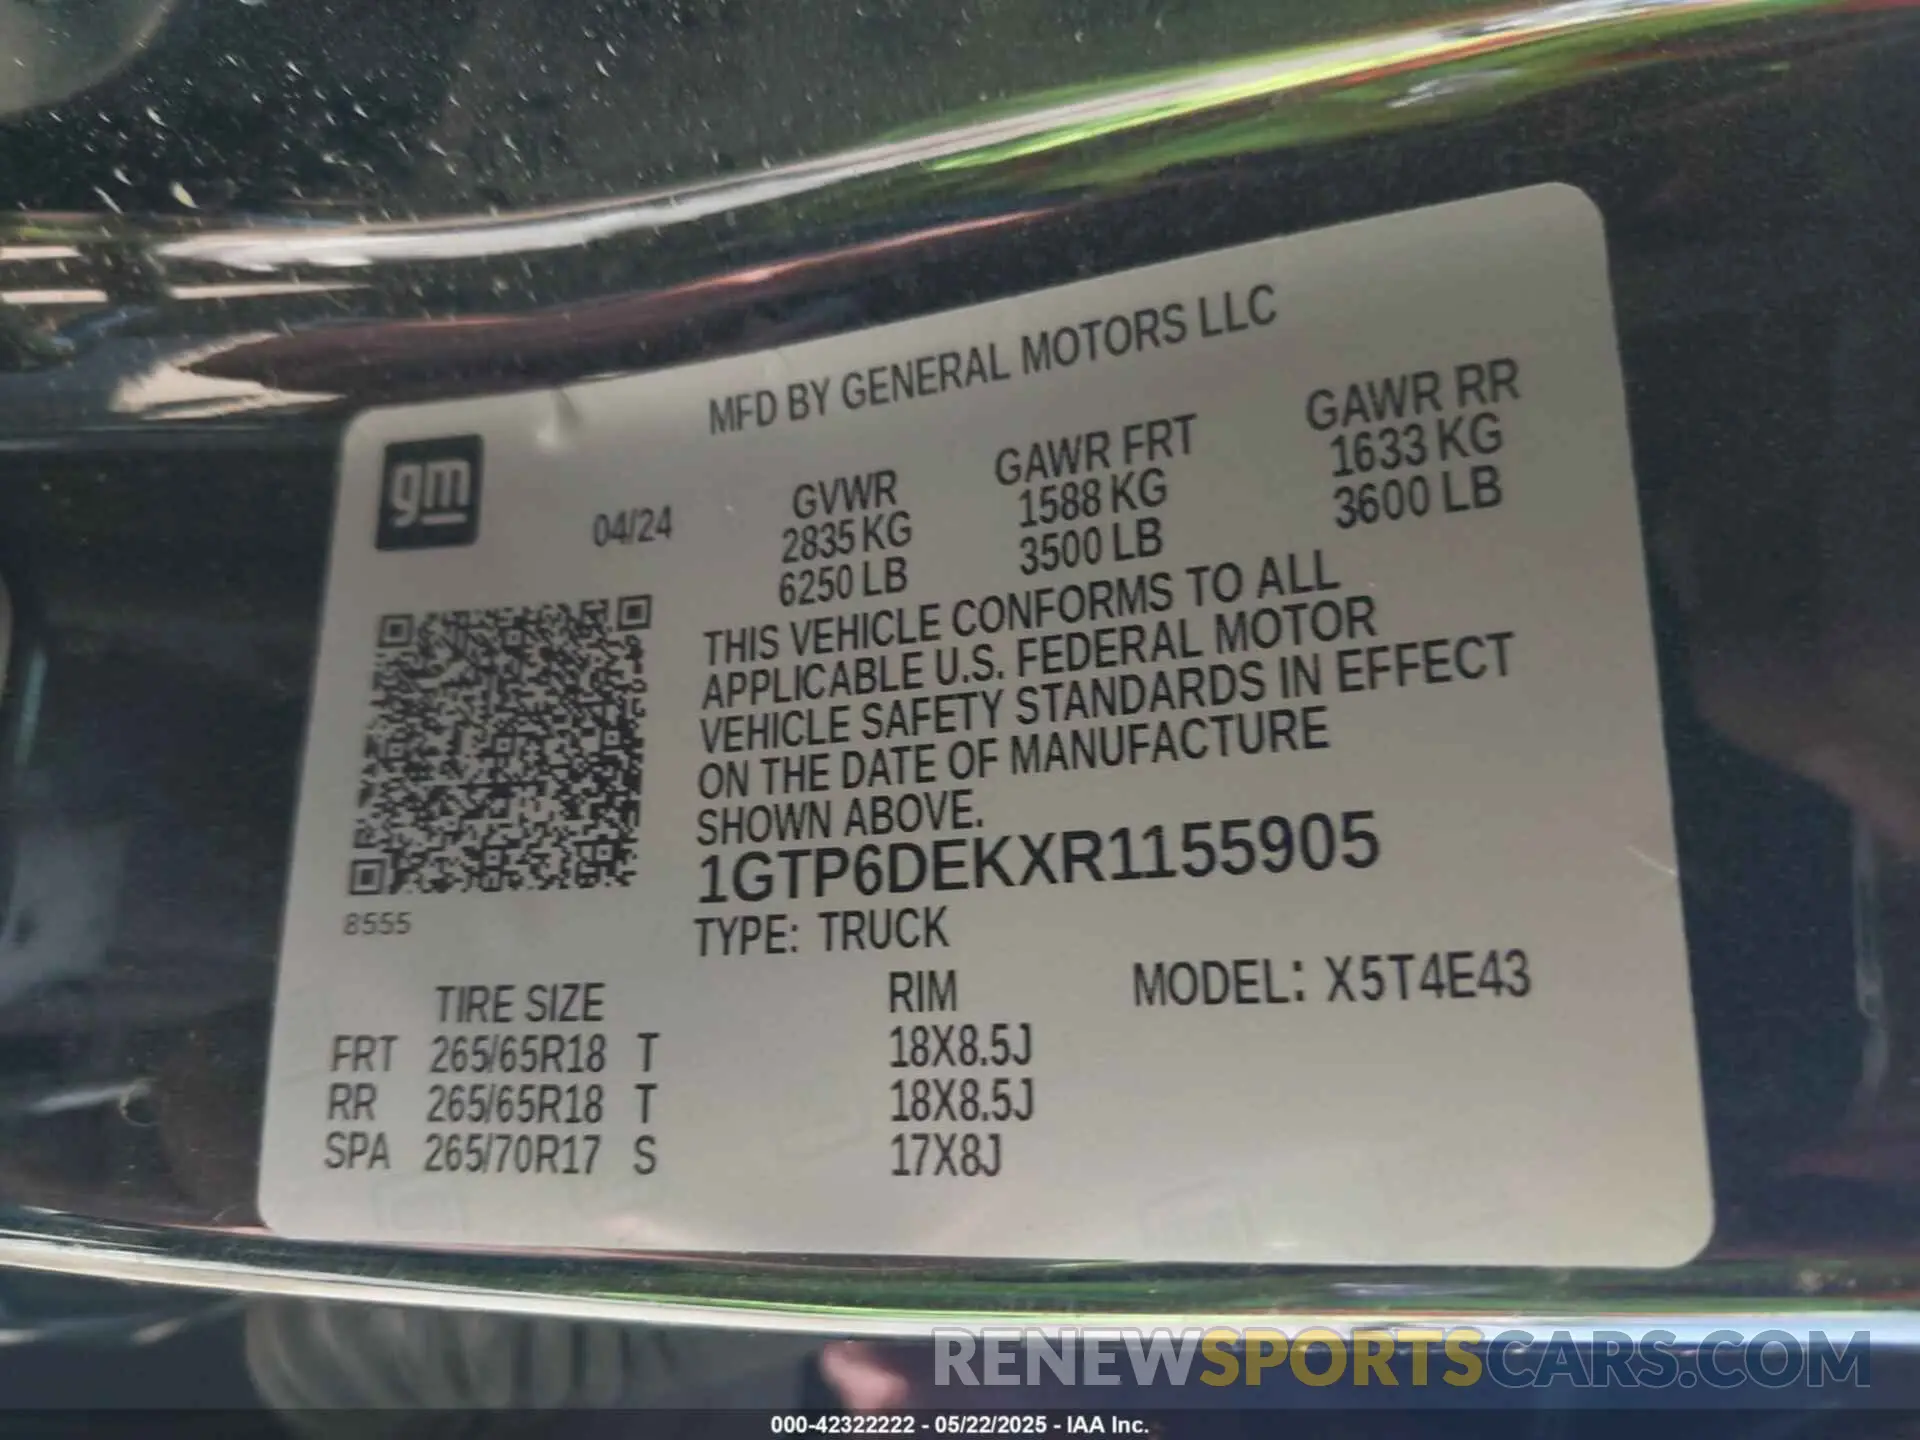 MFD BY GENERAL MOTORS LLC
gm
04/24
GVWR
2835 KG
6250 LB
GAWR FRT
1588 KG
3500 LB
GAWR RR
1633 KG
3600 LB
THIS VEHICLE CONFORMS TO ALL
APPLICABLE U.S. FEDERAL MOTOR
VEHICLE SAFETY STANDARDS IN EFFECT
ON THE DATE OF MANUFACTURE
SHOWN ABOVE.
1GTP6DEKXR1155905
8555
TYPE: TRUCK
TIRE SIZE RIM MODEL: X5T4E43
FRT 265/65R18 T 18X8.5J
RR 265/65R18 T 18X8.5J
SPA 265/70R17 S 17X8J
RENEWSPORTSCARS.COM
000-42322222 - 05/22/2025 - IAA Inc.